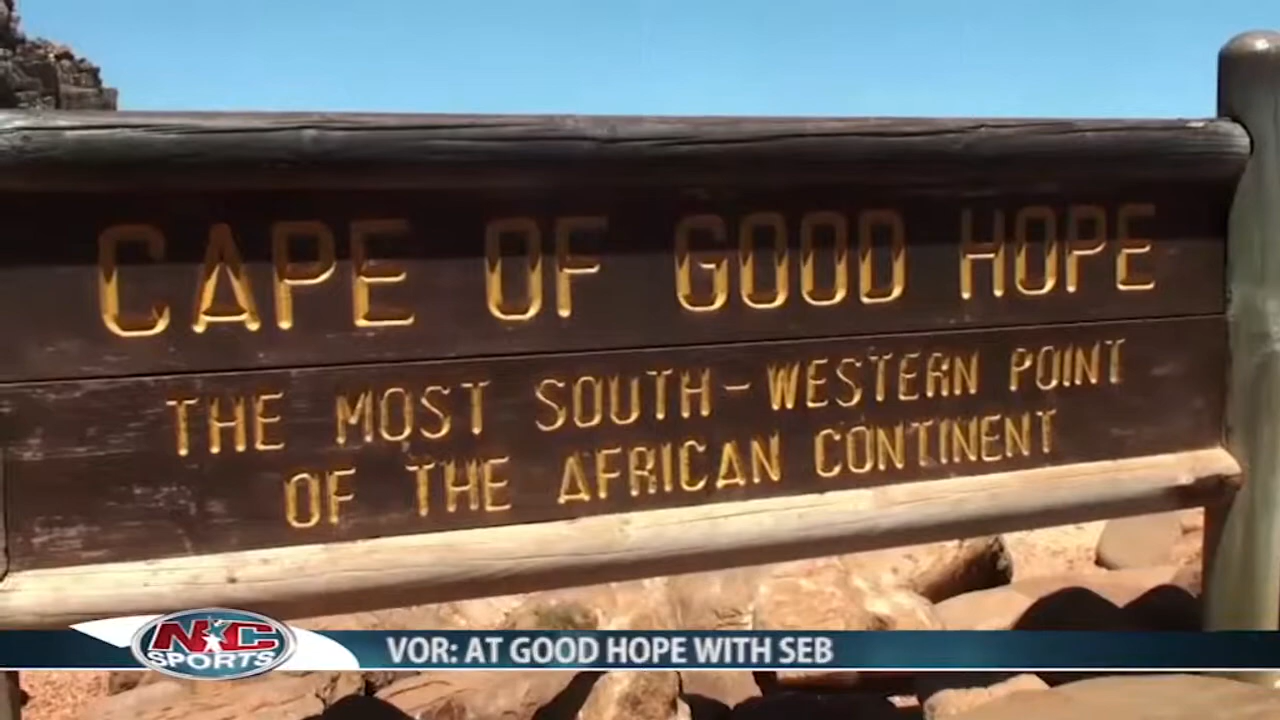 CAPE OF GOOD HOPE
THE MOST SOUTH-WESTERN POINT
OF THE AFRICAN CONTINENT
NC SPORTS
VOR: AT GOOD HOPE WITH SEB